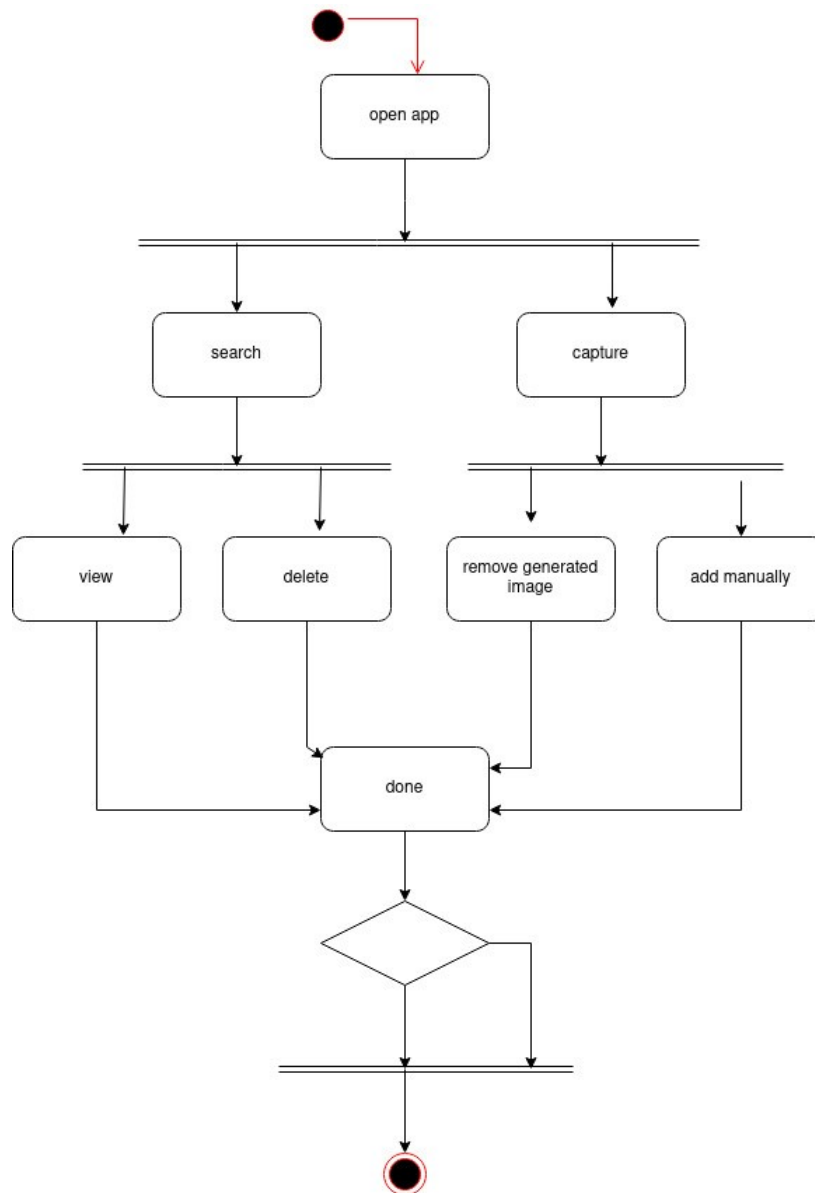 open app
search
capture
view
delete
remove generated
image
add manually
done